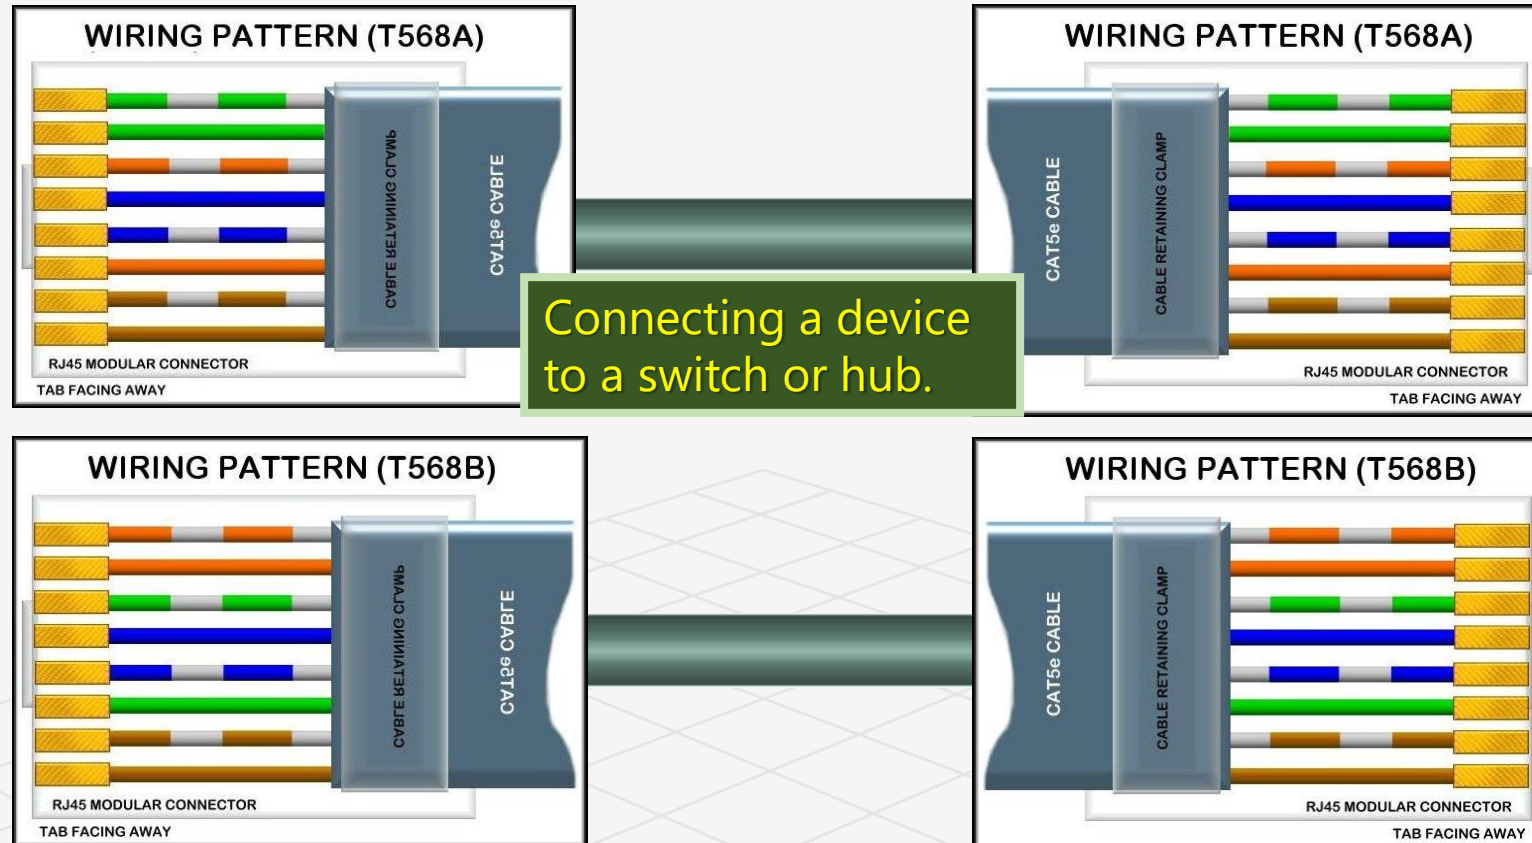 WIRING PATTERN (T568A)
CABLE RETAINING CLAMP
CAT5e CABLE
RJ45 MODULAR CONNECTOR
TAB FACING AWAY
WIRING PATTERN (T568A)
CAT5e CABLE
CABLE RETAINING CLAMP
RJ45 MODULAR CONNECTOR
TAB FACING AWAY
Connecting a device
to a switch or hub.
WIRING PATTERN (T568B)
CABLE RETAINING CLAMP
CAT5e CABLE
RJ45 MODULAR CONNECTOR
TAB FACING AWAY
WIRING PATTERN (T568B)
CAT5e CABLE
CABLE RETAINING CLAMP
RJ45 MODULAR CONNECTOR
TAB FACING AWAY